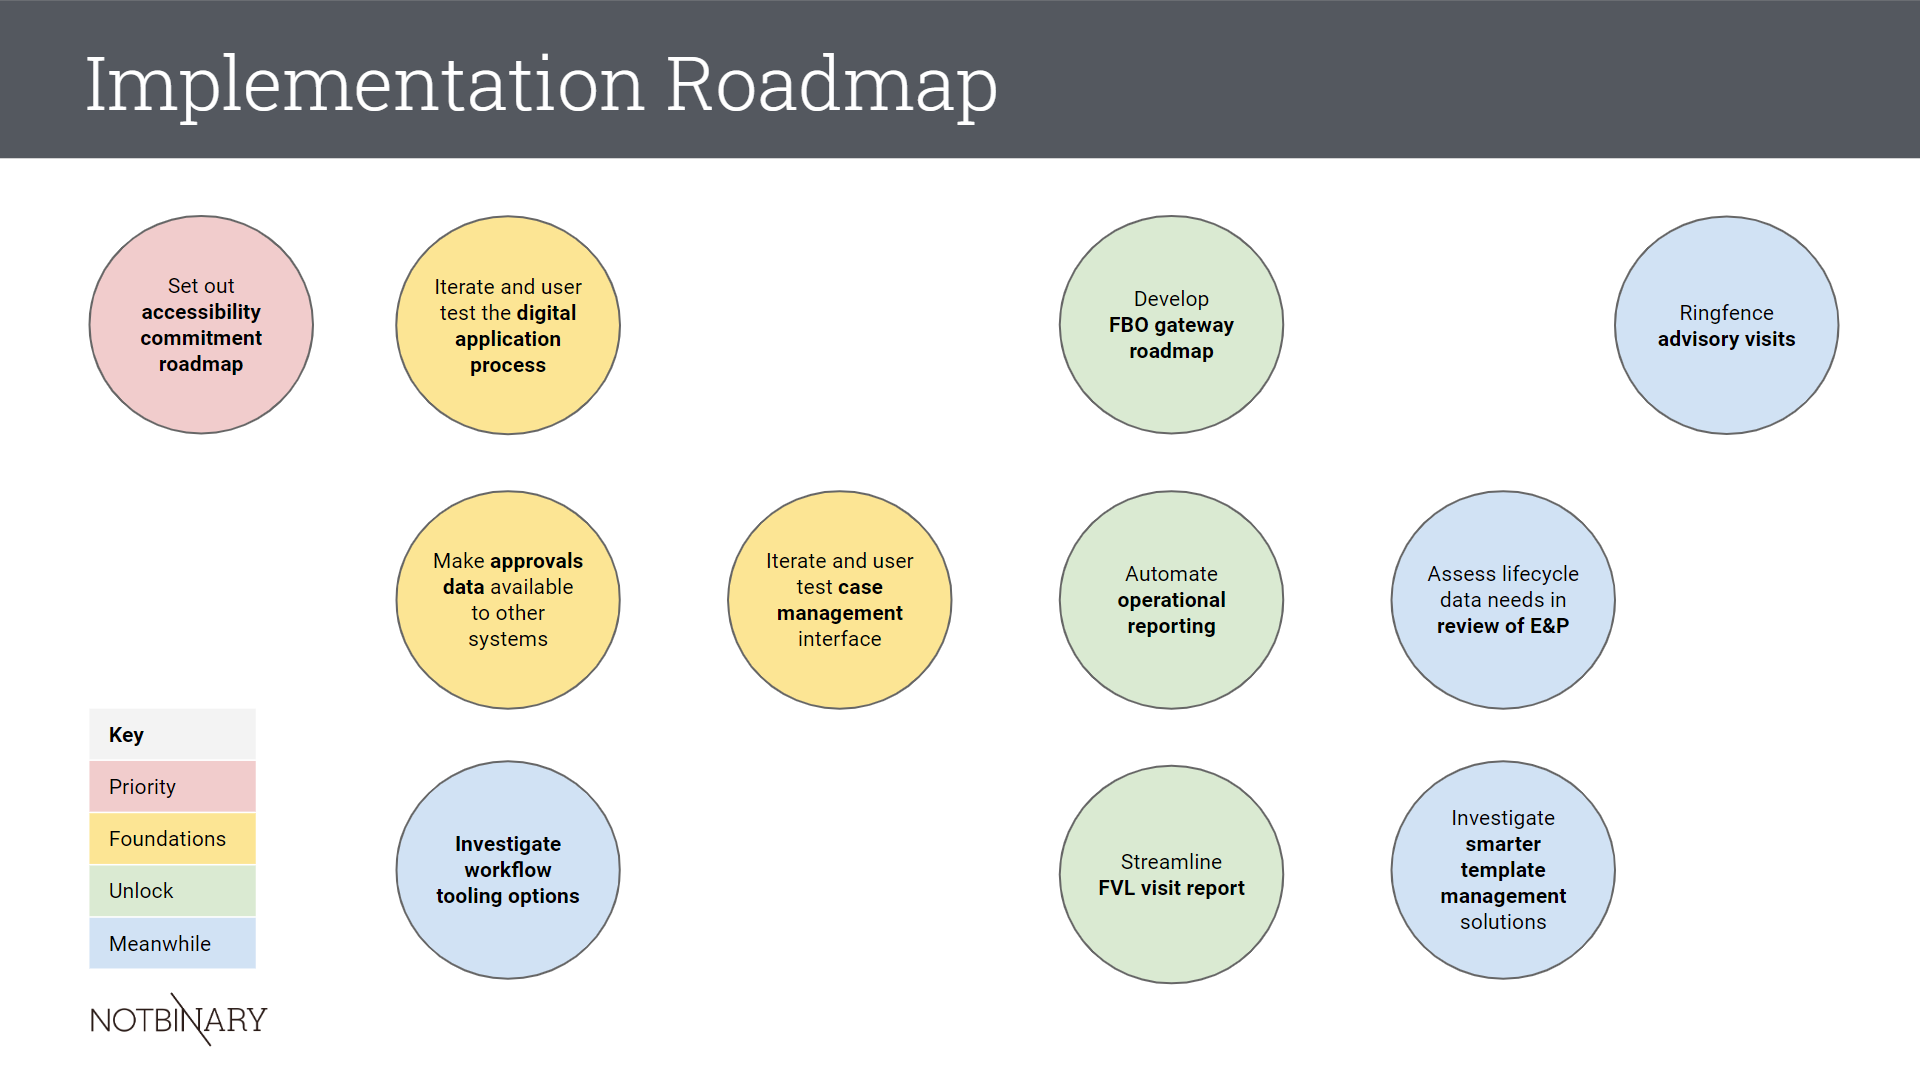 Implementation Roadmap
Set out
accessibility
commitment
roadmap
Iterate and user
test the digital
application
process
Develop
FBO gateway
roadmap
Ringfence
advisory visits
Make approvals
data available
to other
systems
Iterate and user
test case
management
interface
Automate
operational
reporting
Assess lifecycle
data needs in
review of E&P
Investigate
workflow
tooling options
Streamline
FVL visit report
Investigate
smarter
template
management
solutions
Key
Priority
Foundations
Unlock
Meanwhile
NOTBINARY